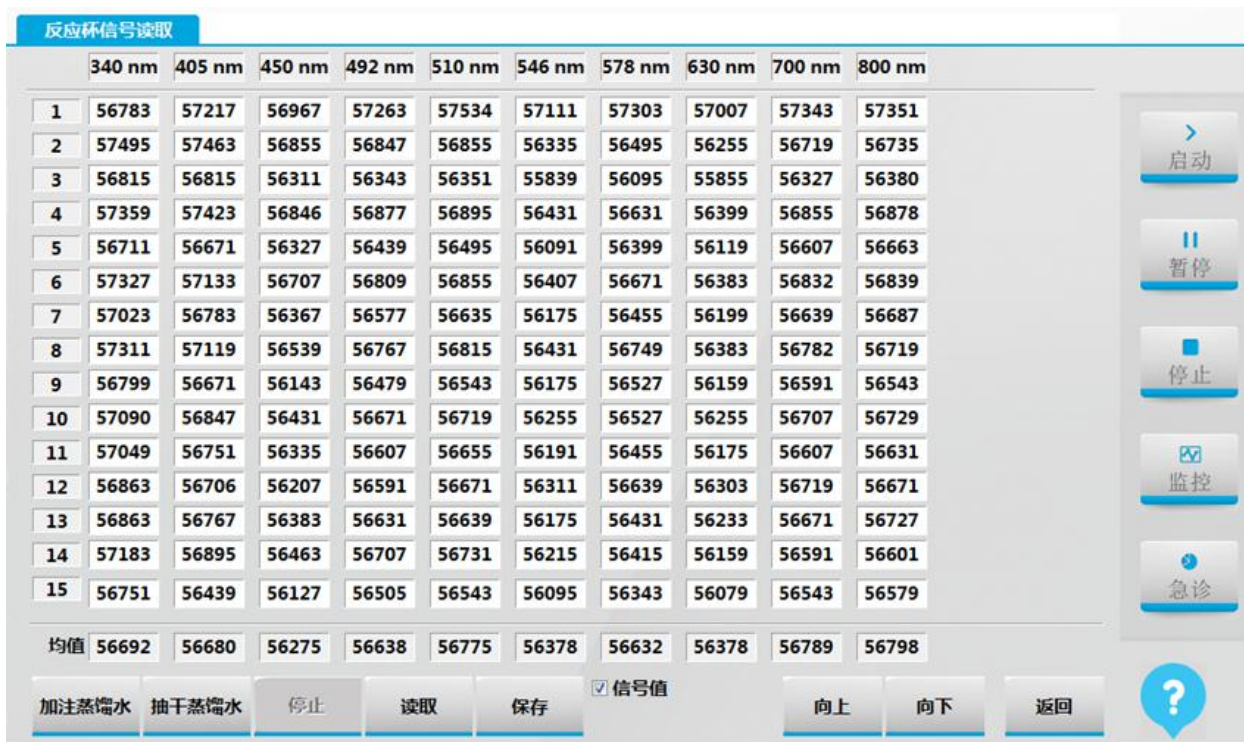 反应杯信号读取
340 nm 405 nm 450 nm 492 nm 510 nm 546 nm 578 nm 630 nm 700 nm 800 nm
1 56783 57217 56967 57263 57534 57111 57303 57007 57343 57351
2 57495 57463 56855 56847 56855 56335 56495 56255 56719 56735
3 56815 56815 56311 56343 56351 55839 56095 55855 56327 56380
4 57359 57423 56846 56877 56895 56431 56631 56399 56855 56878
5 56711 56671 56327 56439 56495 56091 56399 56119 56607 56663
6 57327 57133 56707 56809 56855 56407 56671 56383 56832 56839
7 57023 56783 56367 56577 56635 56175 56455 56199 56639 56687
8 57311 57119 56539 56767 56815 56431 56749 56383 56782 56719
9 56799 56671 56143 56479 56543 56175 56527 56159 56591 56543
10 57090 56847 56431 56671 56719 56255 56527 56255 56707 56729
11 57049 56751 56335 56607 56655 56191 56455 56175 56607 56631
12 56863 56706 56207 56591 56671 56311 56639 56303 56719 56671
13 56863 56767 56383 56631 56639 56175 56431 56233 56671 56727
14 57183 56895 56463 56707 56731 56215 56415 56159 56591 56601
15 56751 56439 56127 56505 56543 56095 56343 56079 56543 56579
均值 56692 56680 56275 56638 56775 56378 56632 56378 56789 56798
信号值
加注蒸馏水 抽干蒸馏水 停止 读取 保存 向上 向下 返回
启动
暂停
停止
监控
急诊
?